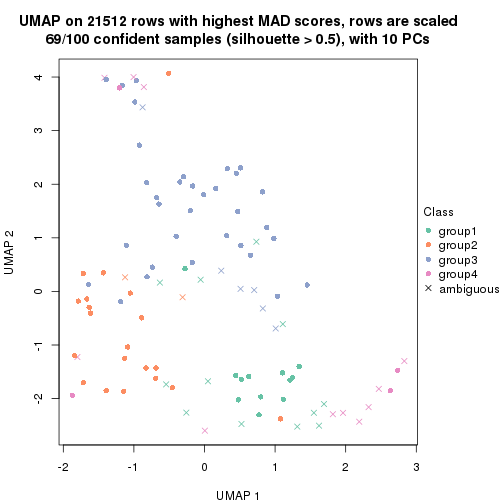 UMAP on 21512 rows with highest MAD scores, rows are scaled
69/100 confident samples (silhouette > 0.5), with 10 PCs
4
3
2
1
0
-1
-2
UMAP 2
-2
-1
0
1
2
3
UMAP 1
Class
group1
group2
group3
group4
ambiguous